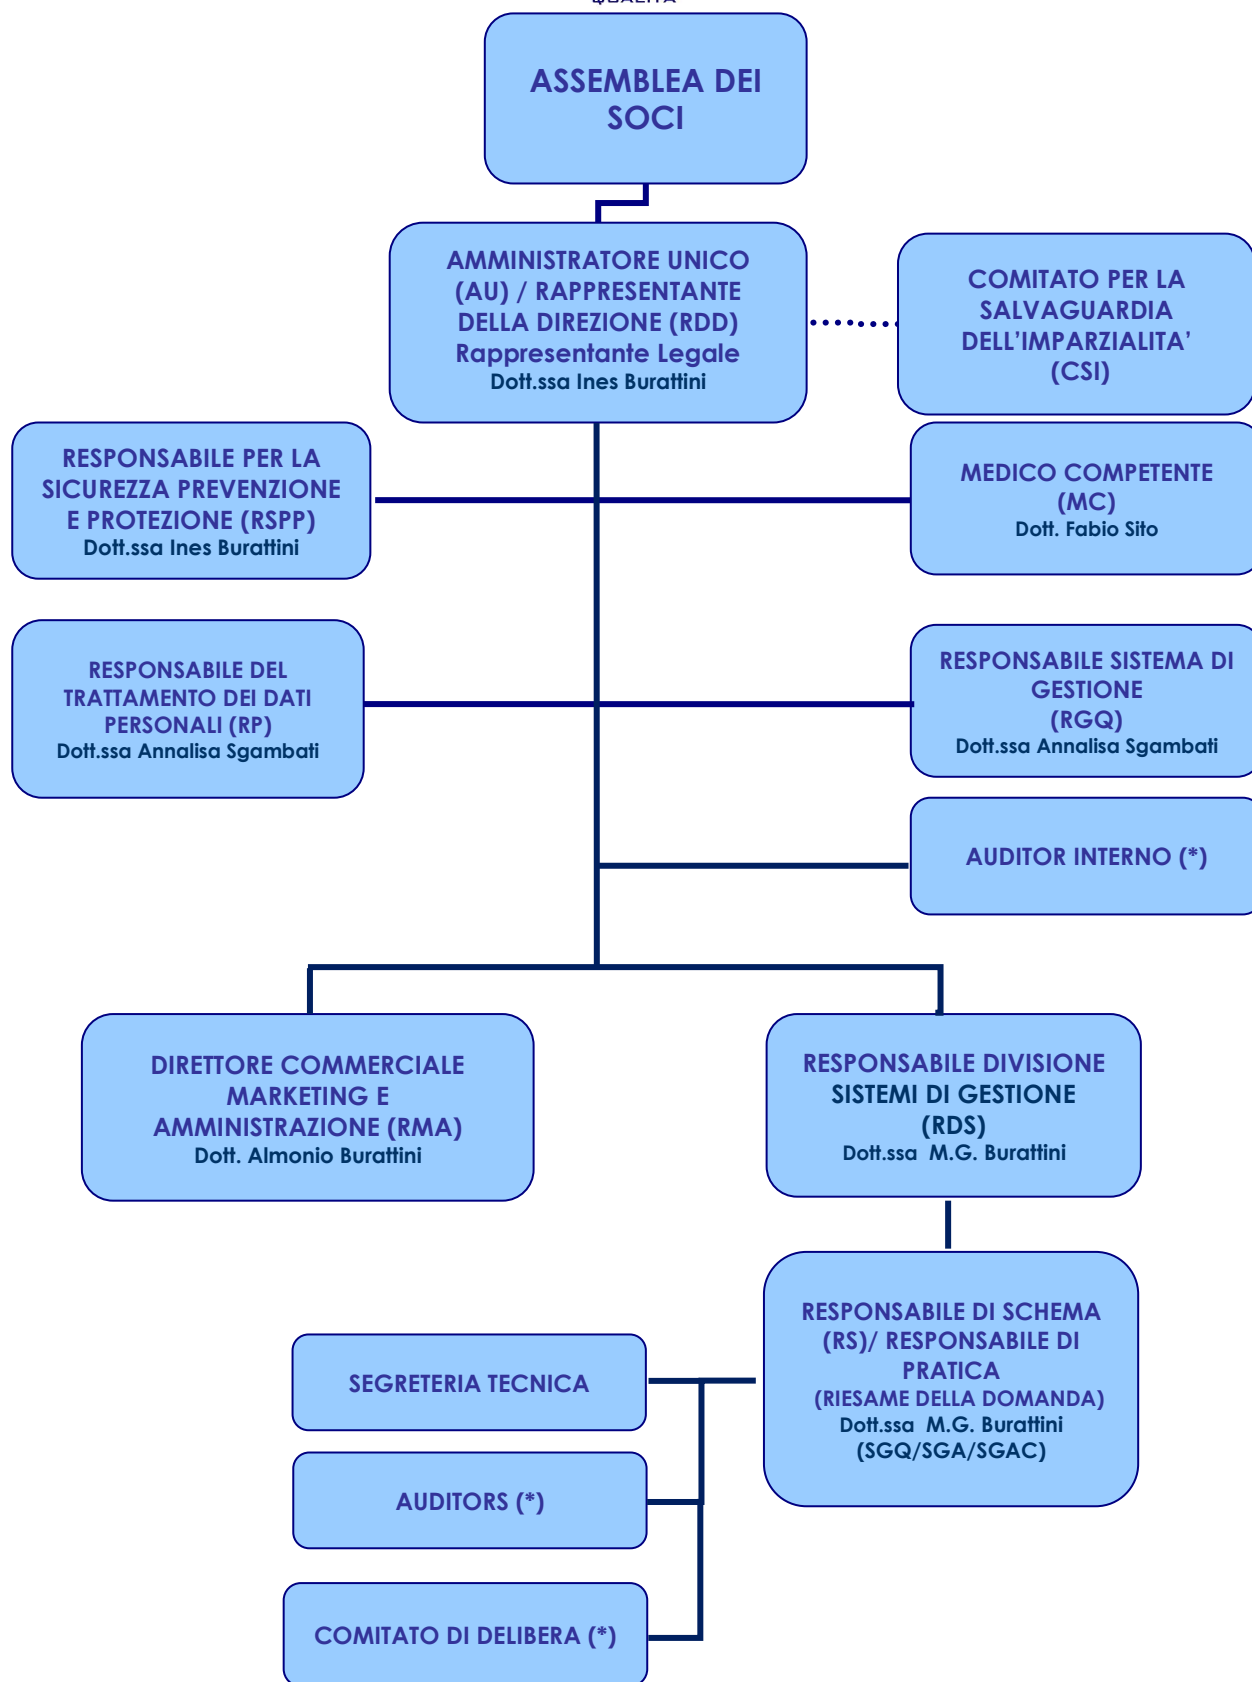 QUALITÀ
ASSEMBLEA DEI
SOCI
AMMINISTRATORE UNICO
(AU) / RAPPRESENTANTE
DELLA DIREZIONE (RDD)
Rappresentante Legale
Dott.ssa Ines Burattini
COMITATO PER LA
SALVAGUARDIA
DELL’IMPARZIALITA’
(CSI)
RESPONSABILE PER LA
SICUREZZA PREVENZIONE
E PROTEZIONE (RSPP)
Dott.ssa Ines Burattini
MEDICO COMPETENTE
(MC)
Dott. Fabio Sito
RESPONSABILE DEL
TRATTAMENTO DEI DATI
PERSONALI (RP)
Dott.ssa Annalisa Sgambati
RESPONSABILE SISTEMA DI
GESTIONE
(RGQ)
Dott.ssa Annalisa Sgambati
AUDITOR INTERNO (*)
DIRETTORE COMMERCIALE
MARKETING E
AMMINISTRAZIONE (RMA)
Dott. Almonio Burattini
RESPONSABILE DIVISIONE
SISTEMI DI GESTIONE
(RDS)
Dott.ssa M.G. Burattini
RESPONSABILE DI SCHEMA
(RS)/ RESPONSABILE DI
PRATICA
(RIESAME DELLA DOMANDA)
Dott.ssa M.G. Burattini
(SGQ/SGA/SGAC)
SEGRETERIA TECNICA
AUDITORS (*)
COMITATO DI DELIBERA (*)